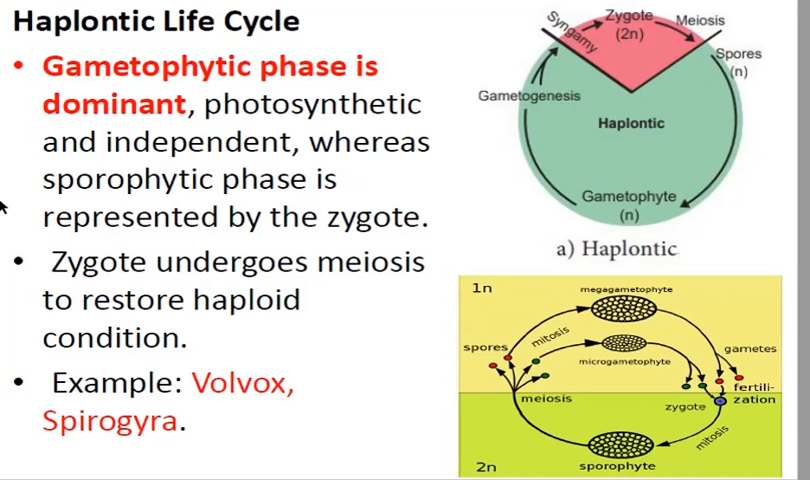 Haplontic Life Cycle
• Gametophytic phase is
dominant, photosynthetic
and independent, whereas
sporophytic phase is
represented by the zygote.
• Zygote undergoes meiosis
to restore haploid
condition.
• Example: Volvox,
Spirogyra.
Syngamy
Zygote
(2n)
Meiosis
Spores
(n)
Gametogenesis
Haplontic
Gametophyte
(n)
a) Haplontic
1n
megagametophyte
mitosis
spores
gametes
microgametophyte
fertili-
zation
meiosis
zygote
mitosis
sporophyte
2n